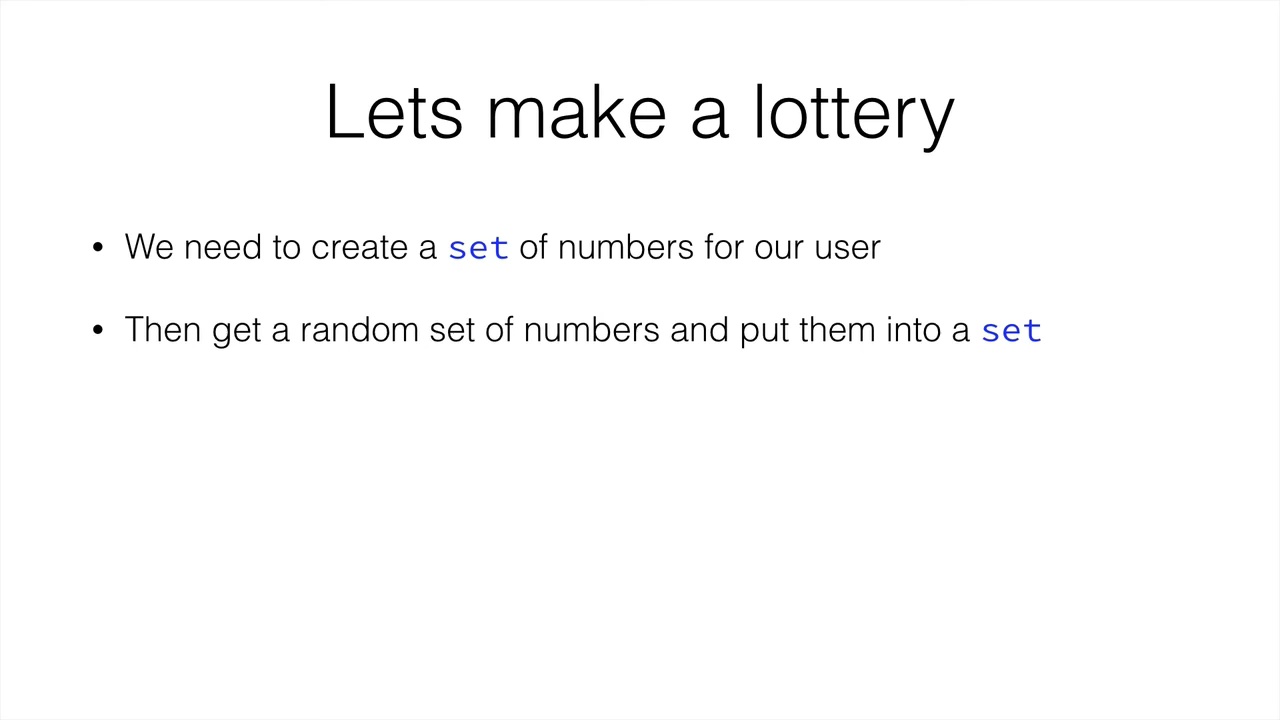 Lets make a lottery
• We need to create a set of numbers for our user
• Then get a random set of numbers and put them into a set